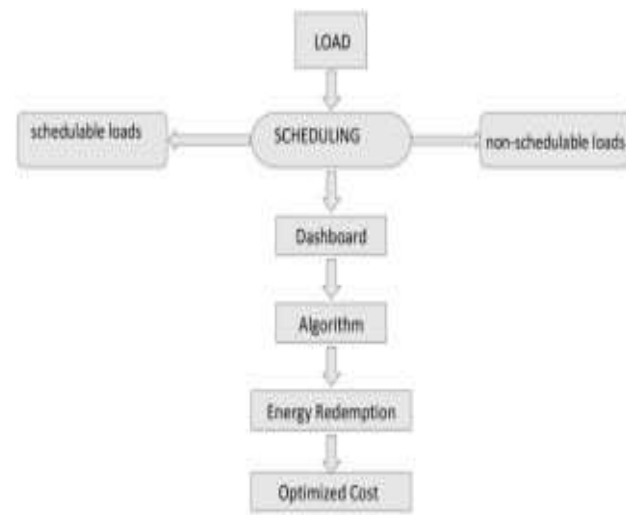 LOAD
schedulable loads
SCHEDULING
non-schedulable loads
Dashboard
Algorithm
Energy Redemption
Optimized Cost